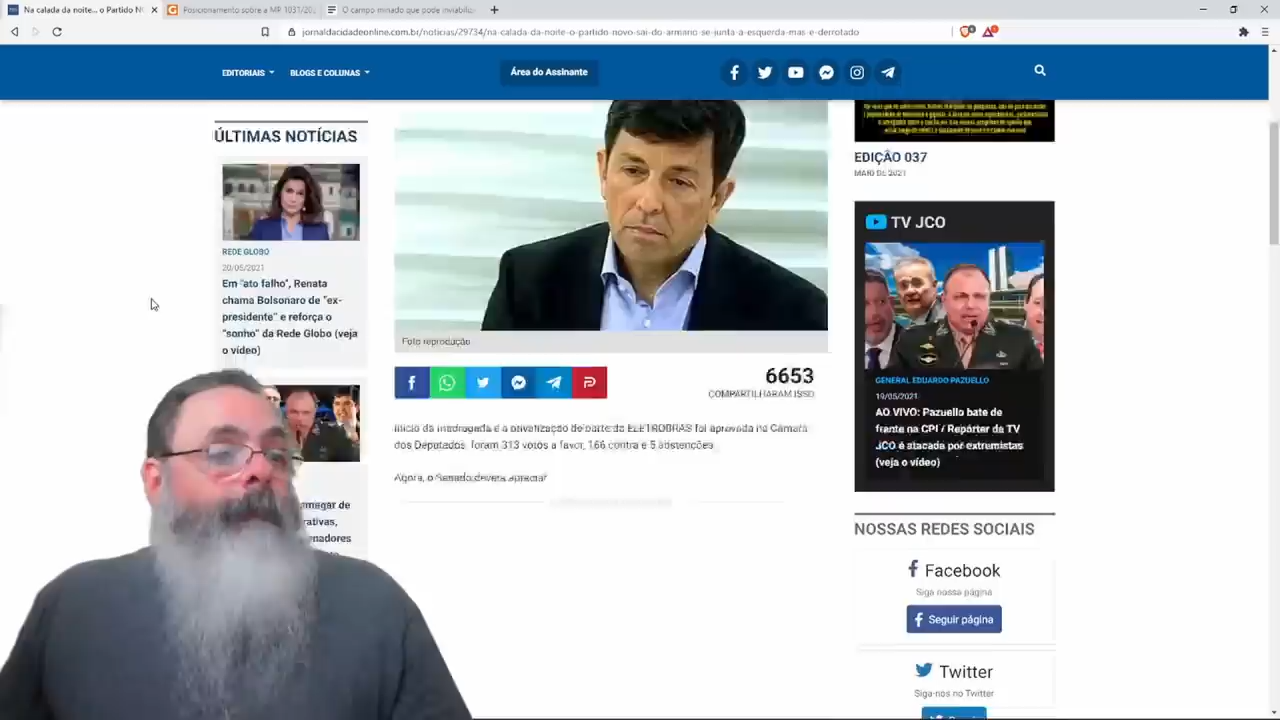 Na calada da noite... o Partido N
Posicionamento sobre a MP 1031/20
O campo minado que pode inviabiliz
jornaldacidadeonline.com.br/noticias/29734/na-calada-da-noite-o-partido-novo-sai-do-armario-se-junta-a-esquerda-mas-e-derrotado
EDITORIAIS
BLOGS E COLUNAS
Área do Assinante
ÚLTIMAS NOTÍCIAS
REDE GLOBO
20/05/2021
Em "ato falho", Renata
chama Bolsonaro de "ex-
presidente" e reforça o
"sonho" da Rede Globo (veja
o vídeo)
megar de
rativas,
enadores
Foto reprodução
6653
COMPARTILHARAM ISSO
Início da madrugada e a privatização de parte da ELETROBRAS foi aprovada na Câmara
dos Deputados, foram 313 votos a favor, 166 contra e 5 abstenções
Agora, o Senado deverá apreciar
EDIÇÃO 037
MAIO DE 2021
TV JCO
GENERAL EDUARDO PAZUELLO
19/05/2021
AO VIVO: Pazuello bate de
frente na CPI / Repórter da TV
JCO é atacada por extremistas
(veja o vídeo)
NOSSAS REDES SOCIAIS
Facebook
Siga nossa página
Seguir página
Twitter
Siga-nos no Twitter